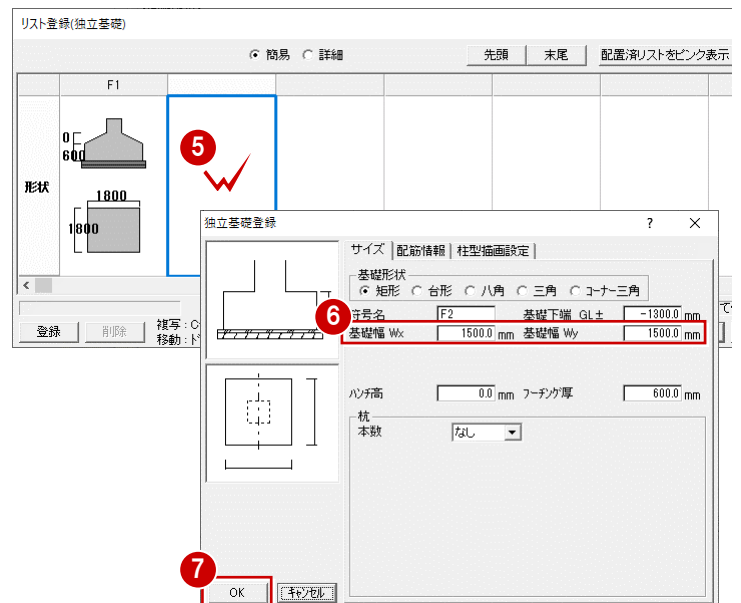 リスト登録(独立基礎)
簡易 詳細 先頭 末尾 配置済リストをピンク表示
F1
5
形状
0
600
1800
1800
独立基礎登録 ? ×
サイズ 配筋情報 柱型描画設定
基礎形状
矩形 台形 八角 三角 コーナー三角
6
符号名 F2 基礎下端 GL± -1300.0 mm
基礎幅 Wx 1500.0 mm 基礎幅 Wy 1500.0 mm
ハンチ高 0.0 mm フーチング厚 600.0 mm
杭
本数 なし
登録 削除
複写:C
移動:ド
7
OK キャンセル